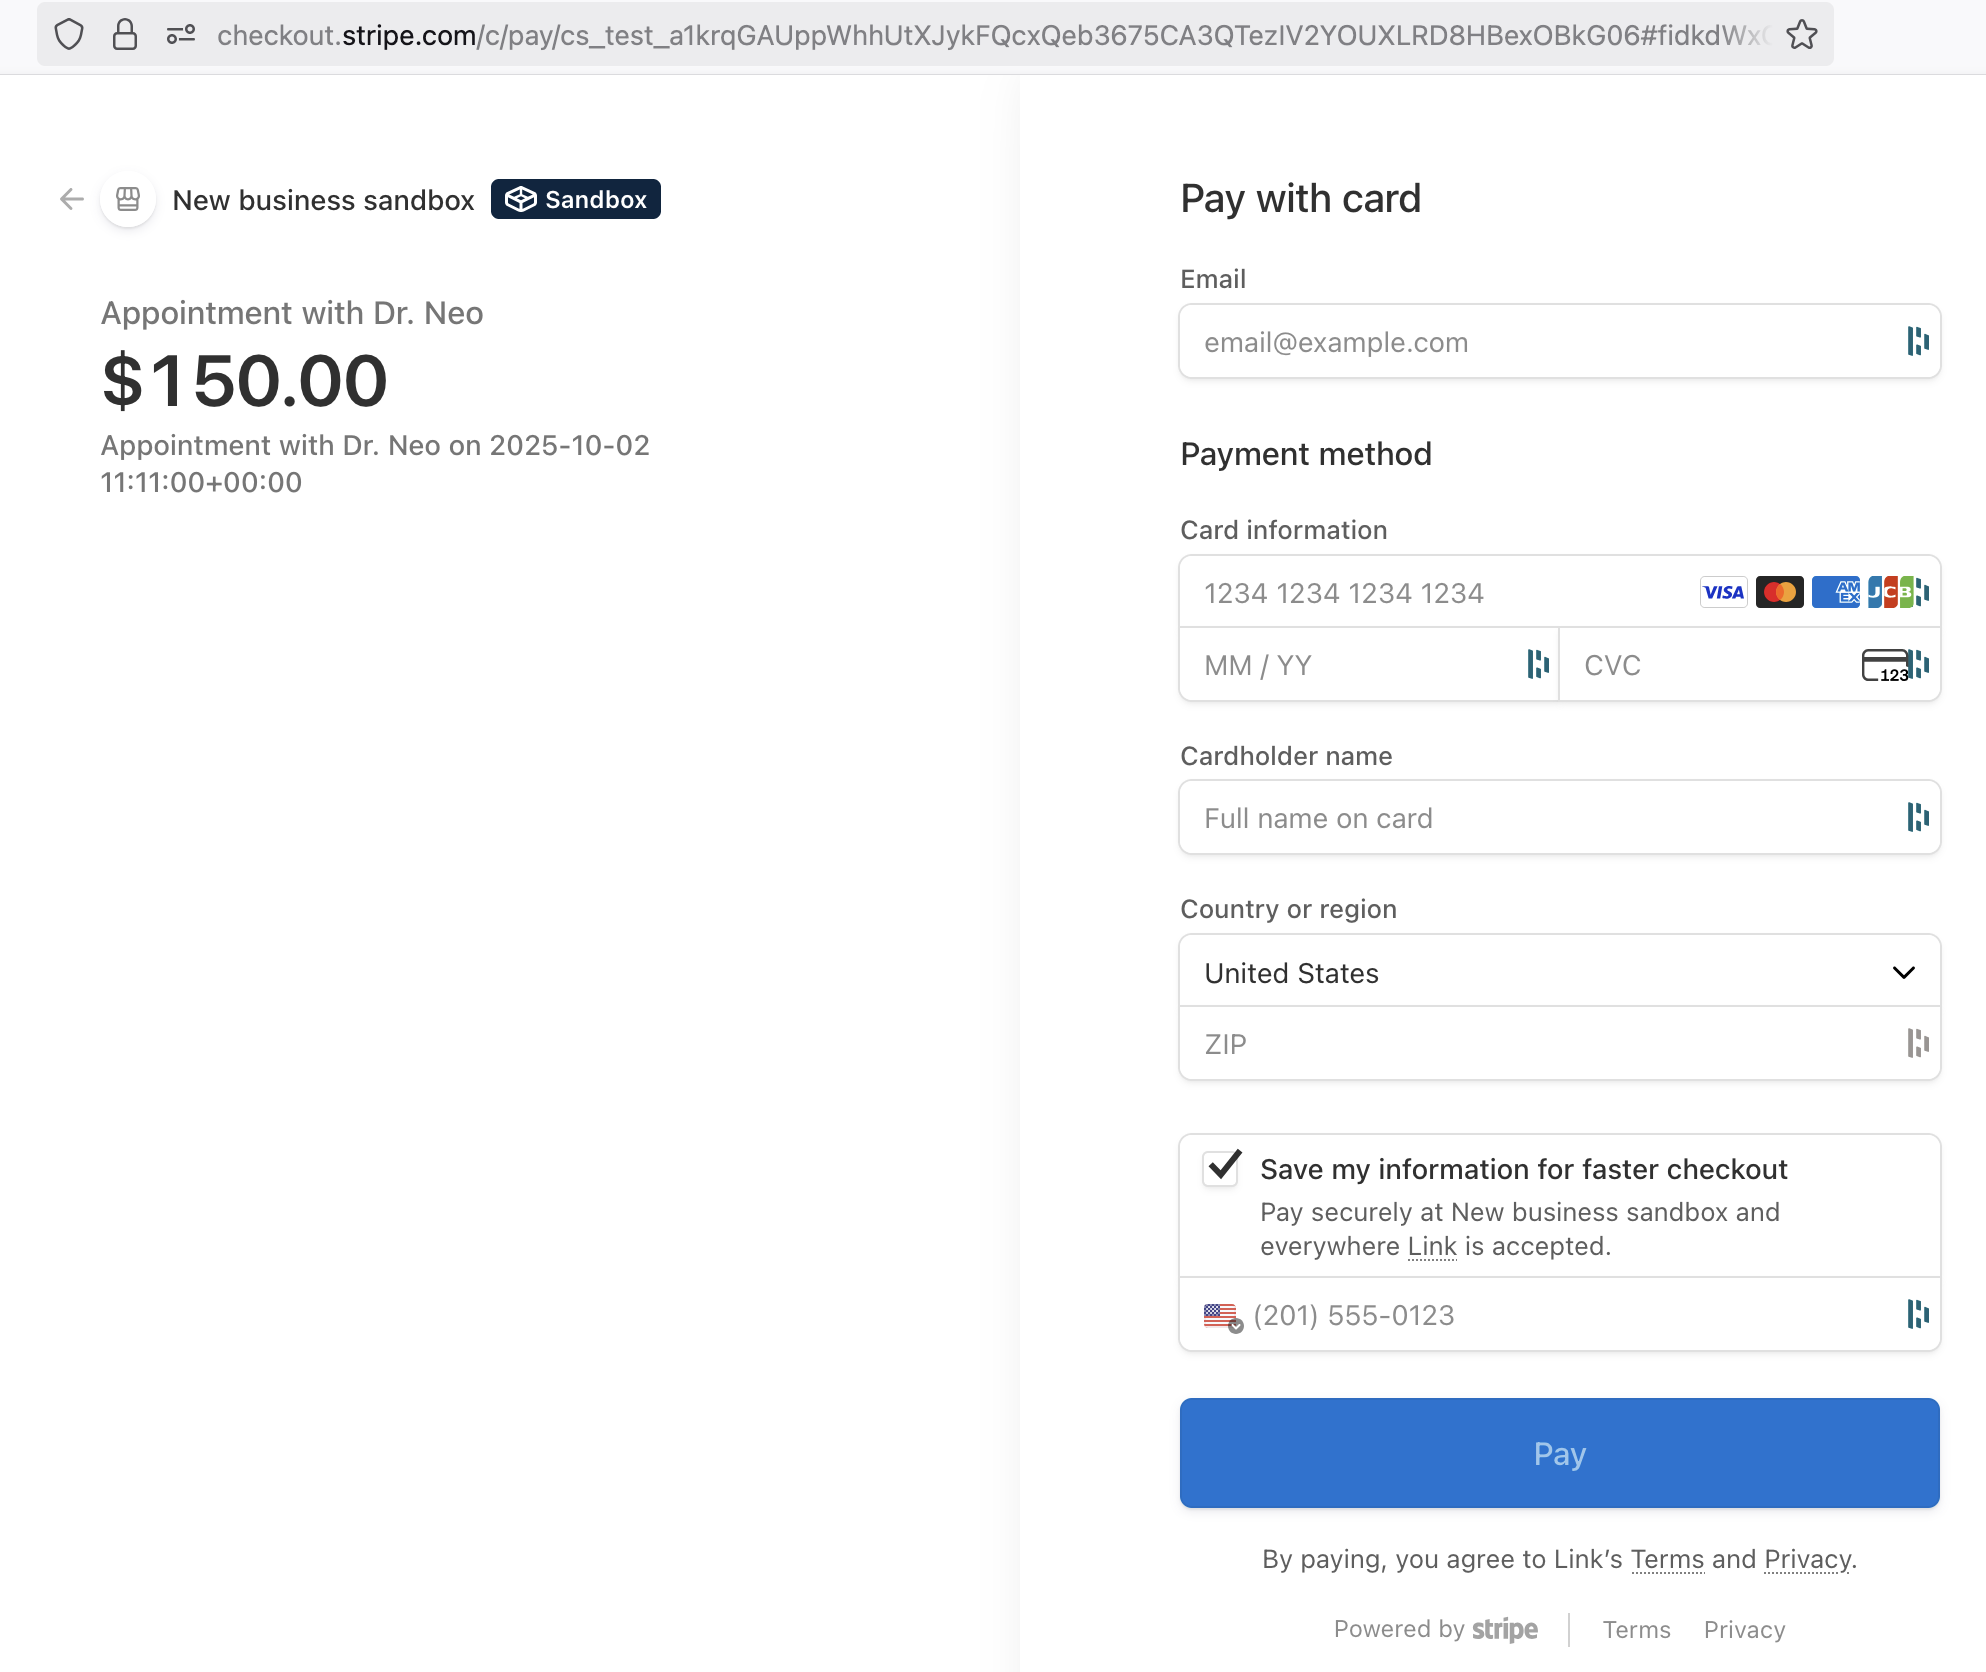 checkout.stripe.com/c/pay/cs_test_a1krqGAUppWhhUtXJykFQcxQeb3675CA3QTezIV2YOUXLRD8HBexOBkG06#fidkdWx
New business sandbox Sandbox
Appointment with Dr. Neo
$150.00
Appointment with Dr. Neo on 2025-10-02
11:11:00+00:00
Pay with card
Email
email@example.com
Payment method
Card information
1234 1234 1234 1234 VISA AM EX JCB
MM / YY CVC 123
Cardholder name
Full name on card
Country or region
United States
ZIP
Save my information for faster checkout
Pay securely at New business sandbox and
everywhere Link is accepted.
(201) 555-0123
Pay
By paying, you agree to Link’s Terms and Privacy.
Powered by stripe Terms Privacy